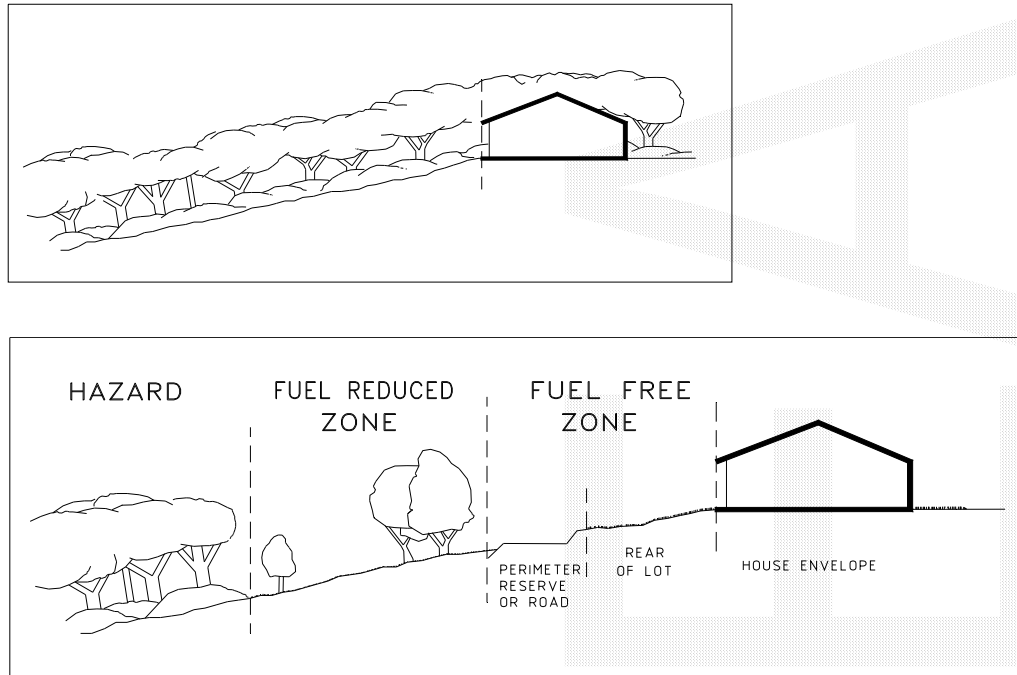 HAZARD
FUEL REDUCED
ZONE
FUEL FREE
ZONE
PERIMETER
RESERVE
OR ROAD
REAR
OF LOT
HOUSE ENVELOPE